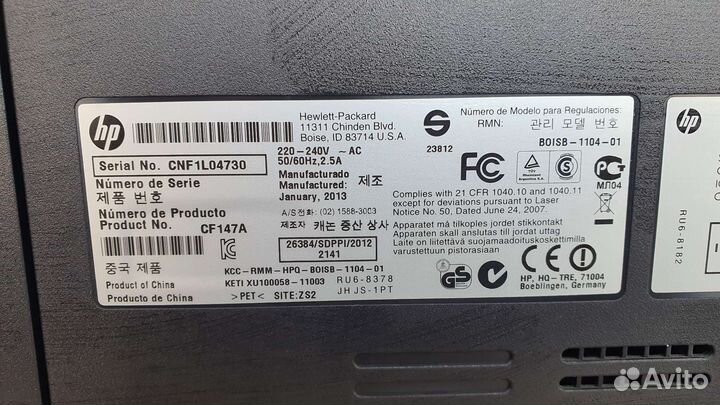 hp
Hewlett-Packard
11311 Chinden Blvd.
Boise, ID 83714 U.S.A.
Serial No. CNF1L04730
Número de Serie
제품 번호
Número de Producto
Product No. CF147A
중국 제품
Product of China
Producto de China
220-240V ~ AC
50/60Hz, 2.5A
Manufacturado
Manufactured: 제조
January, 2013
A/S전화: (02) 1588-3003
제조자 캐논 중산 상사
26384/SDPPI/2012
2141
KCC-RMM-HPQ-BOISB-1104-01
KETI XU100058-11003 RU6-8378
>PET< SITE:ZS2 JHJS-1PT
S
23812
Número de Modelo para Regulaciones:
RMN: 관리 모델 번호
BOISB-1104-01
FC
TÜV
Rheinland
Argentina S.A.
МЛ04
Complies with 21 CFR 1040.10 and 1040.11
except for deviations pursuant to Laser
Notice No. 50, Dated June 24, 2007.
Apparatet må tilkoples jordet stikkontakt
Apparaten skall anslutas till jordat uttag
Laite on liitettävä suojamaadoituskoskettimilla
varustettuun pistorasiaan
GS
CE
HP, HQ-TRE, 71004
Boeblingen, Germany
hp
RU6-8182
Avito